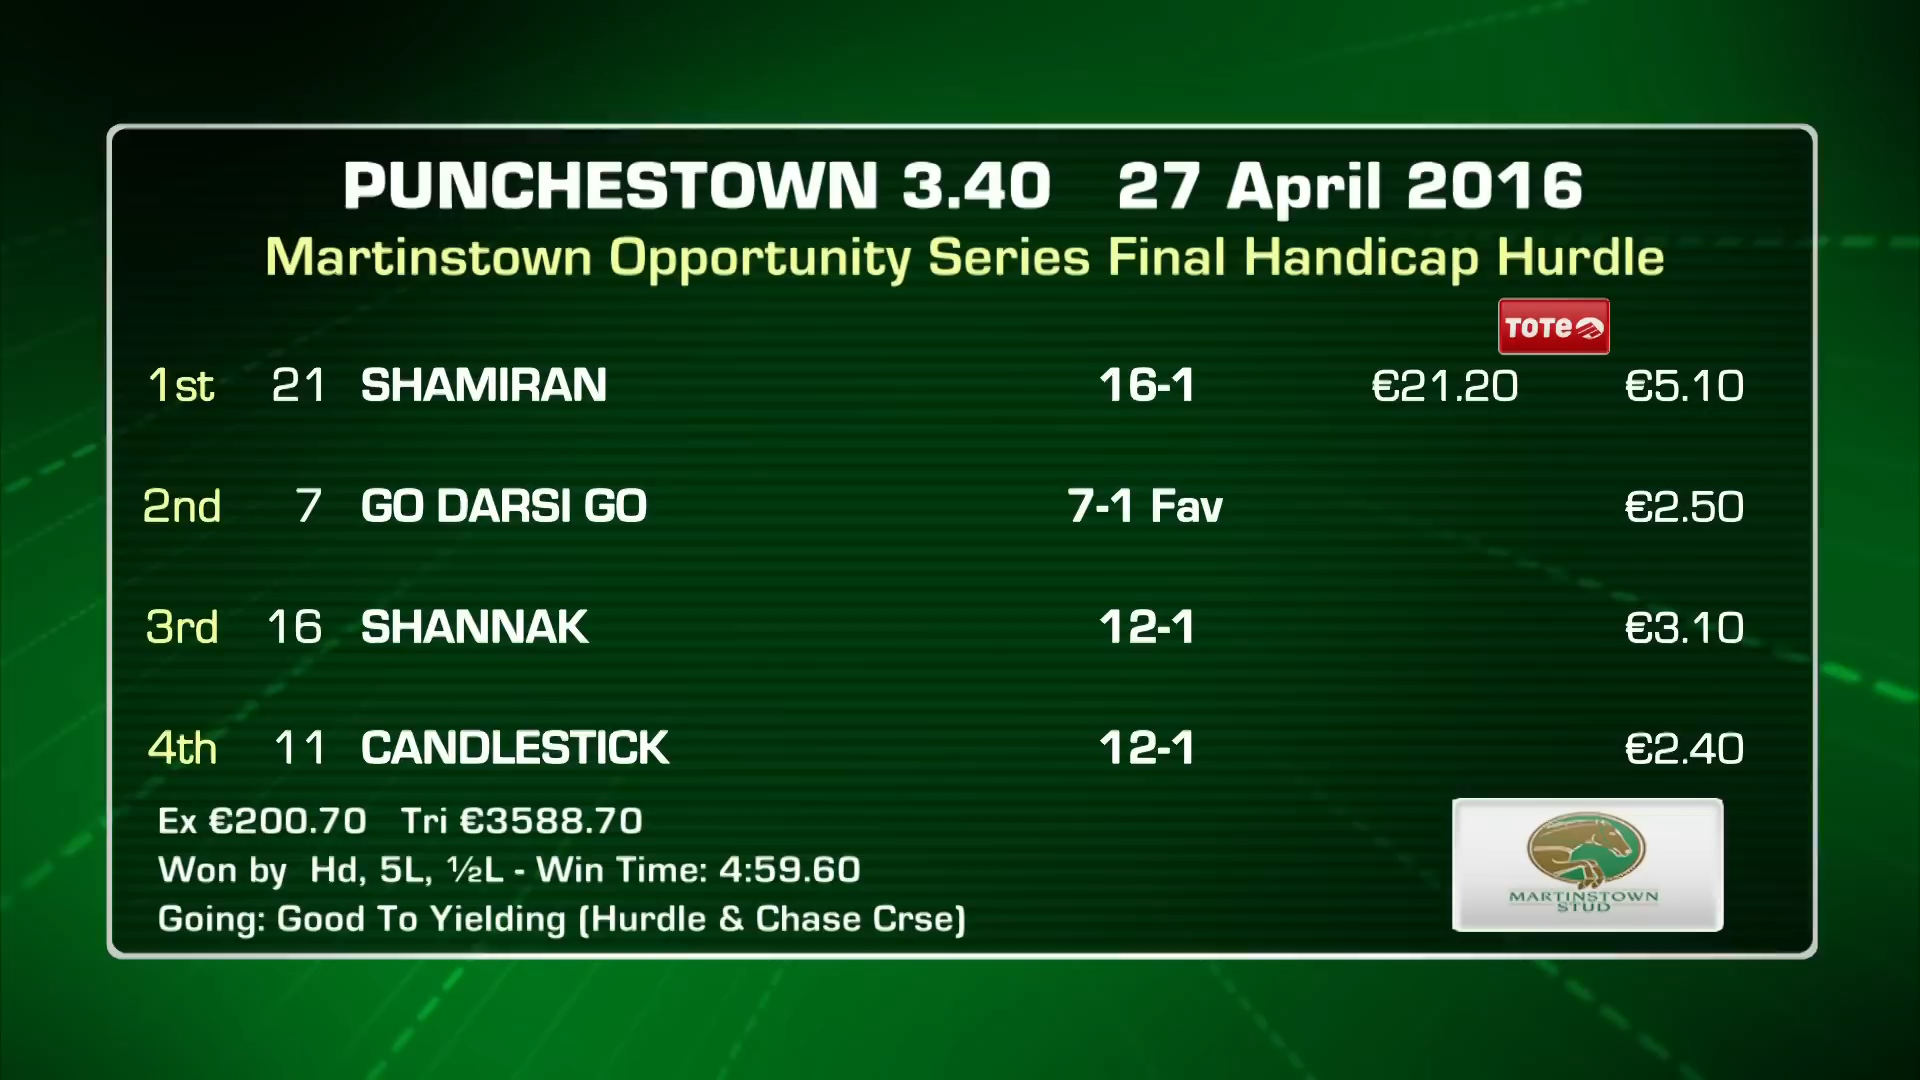 PUNCHESTOWN 3.40 27 April 2016
Martinstown Opportunity Series Final Handicap Hurdle
TOTE
1st 21 SHAMIRAN 16-1 €21.20 €5.10
2nd 7 GO DARSI GO 7-1 Fav €2.50
3rd 16 SHANNAK 12-1 €3.10
4th 11 CANDLESTICK 12-1 €2.40
Ex €200.70 Tri €3588.70
Won by Hd, 5L, ½L - Win Time: 4:59.60
Going: Good To Yielding (Hurdle & Chase Crse)
MARTINSTOWN
STUD